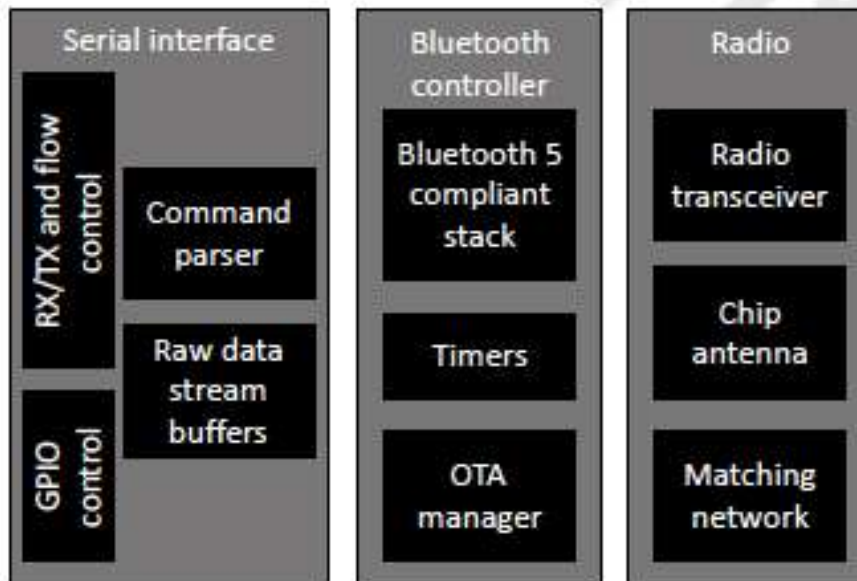 Serial interface
RX/TX and flow
control
GPIO
control
Command
parser
Raw data
stream
buffers
Bluetooth
controller
Bluetooth 5
compliant
stack
Timers
OTA
manager
Radio
Radio
transceiver
Chip
antenna
Matching
network